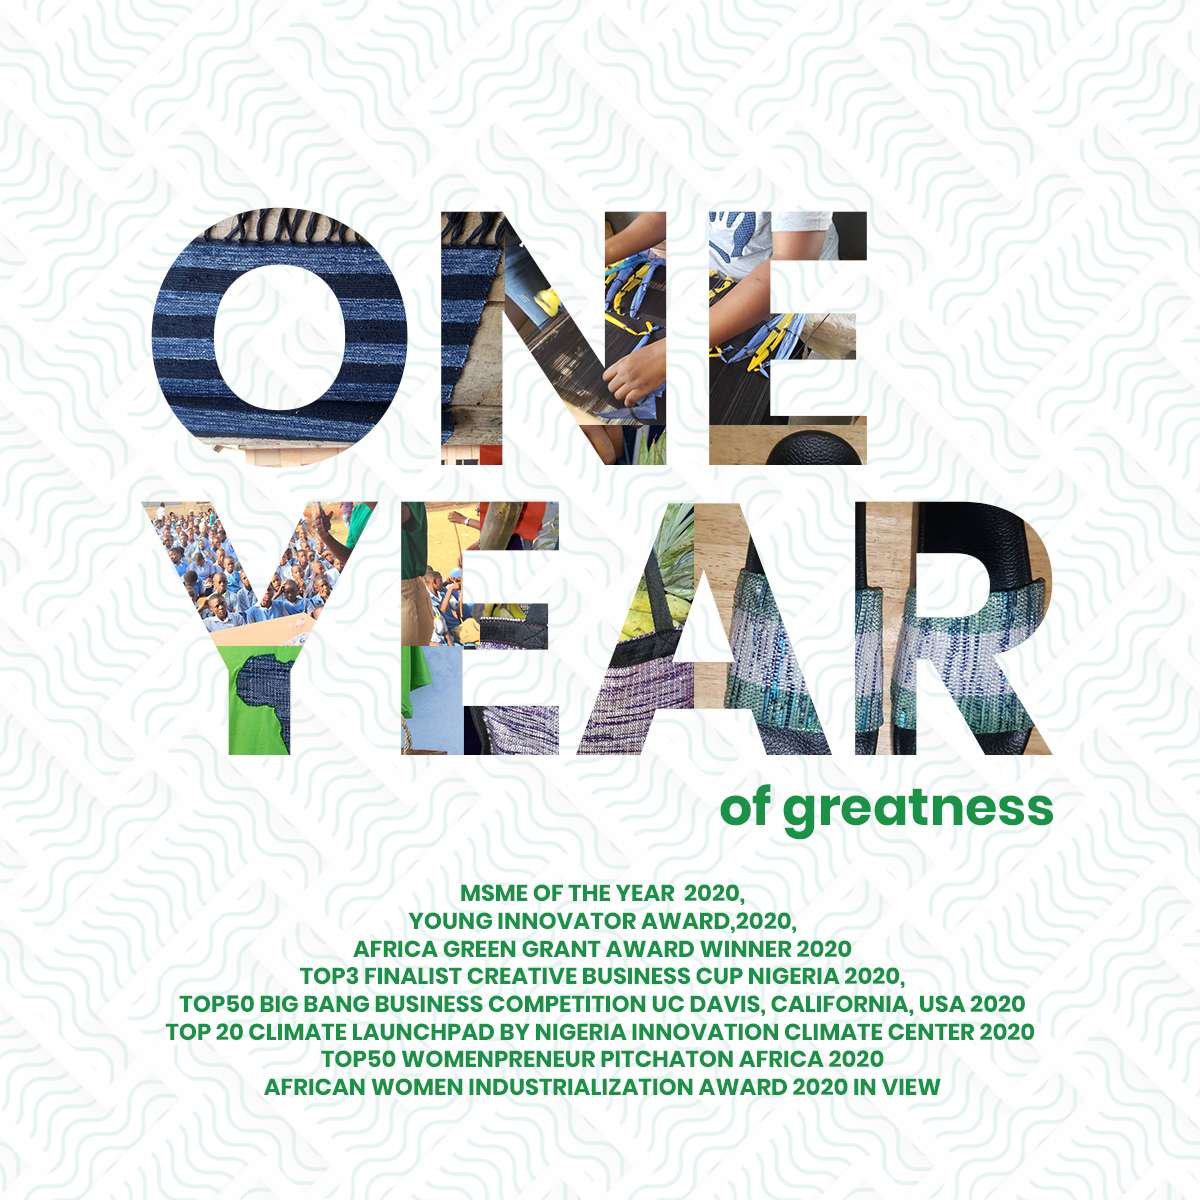 ONE
YEAR
of greatness
MSME OF THE YEAR 2020,
YOUNG INNOVATOR AWARD,2020,
AFRICA GREEN GRANT AWARD WINNER 2020
TOP3 FINALIST CREATIVE BUSINESS CUP NIGERIA 2020,
TOP50 BIG BANG BUSINESS COMPETITION UC DAVIS, CALIFORNIA, USA 2020
TOP 20 CLIMATE LAUNCHPAD BY NIGERIA INNOVATION CLIMATE CENTER 2020
TOP50 WOMENPRENEUR PITCHATON AFRICA 2020
AFRICAN WOMEN INDUSTRIALIZATION AWARD 2020 IN VIEW